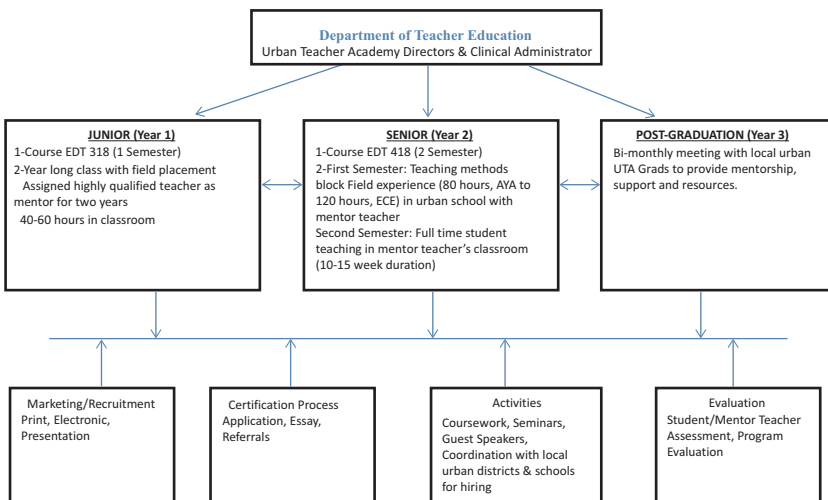 Department of Teacher Education
Urban Teacher Academy Directors & Clinical Administrator
JUNIOR (Year 1)
1-Course EDT 318 (1 Semester)
2-Year long class with field placement
Assigned highly qualified teacher as
mentor for two years
40-60 hours in classroom
SENIOR (Year 2)
1-Course EDT 418 (2 Semester)
2-First Semester: Teaching methods
block Field experience (80 hours, AYA to
120 hours, ECE) in urban school with
mentor teacher
Second Semester: Full time student
teaching in mentor teacher's classroom
(10-15 week duration)
POST-GRADUATION (Year 3)
Bi-monthly meeting with local urban
UTA Grads to provide mentorship,
support and resources.
Marketing/Recruitment
Print, Electronic,
Presentation
Certification Process
Application, Essay,
Referrals
Activities
Coursework, Seminars,
Guest Speakers,
Coordination with local
urban districts & schools
for hiring
Evaluation
Student/Mentor Teacher
Assessment, Program
Evaluation